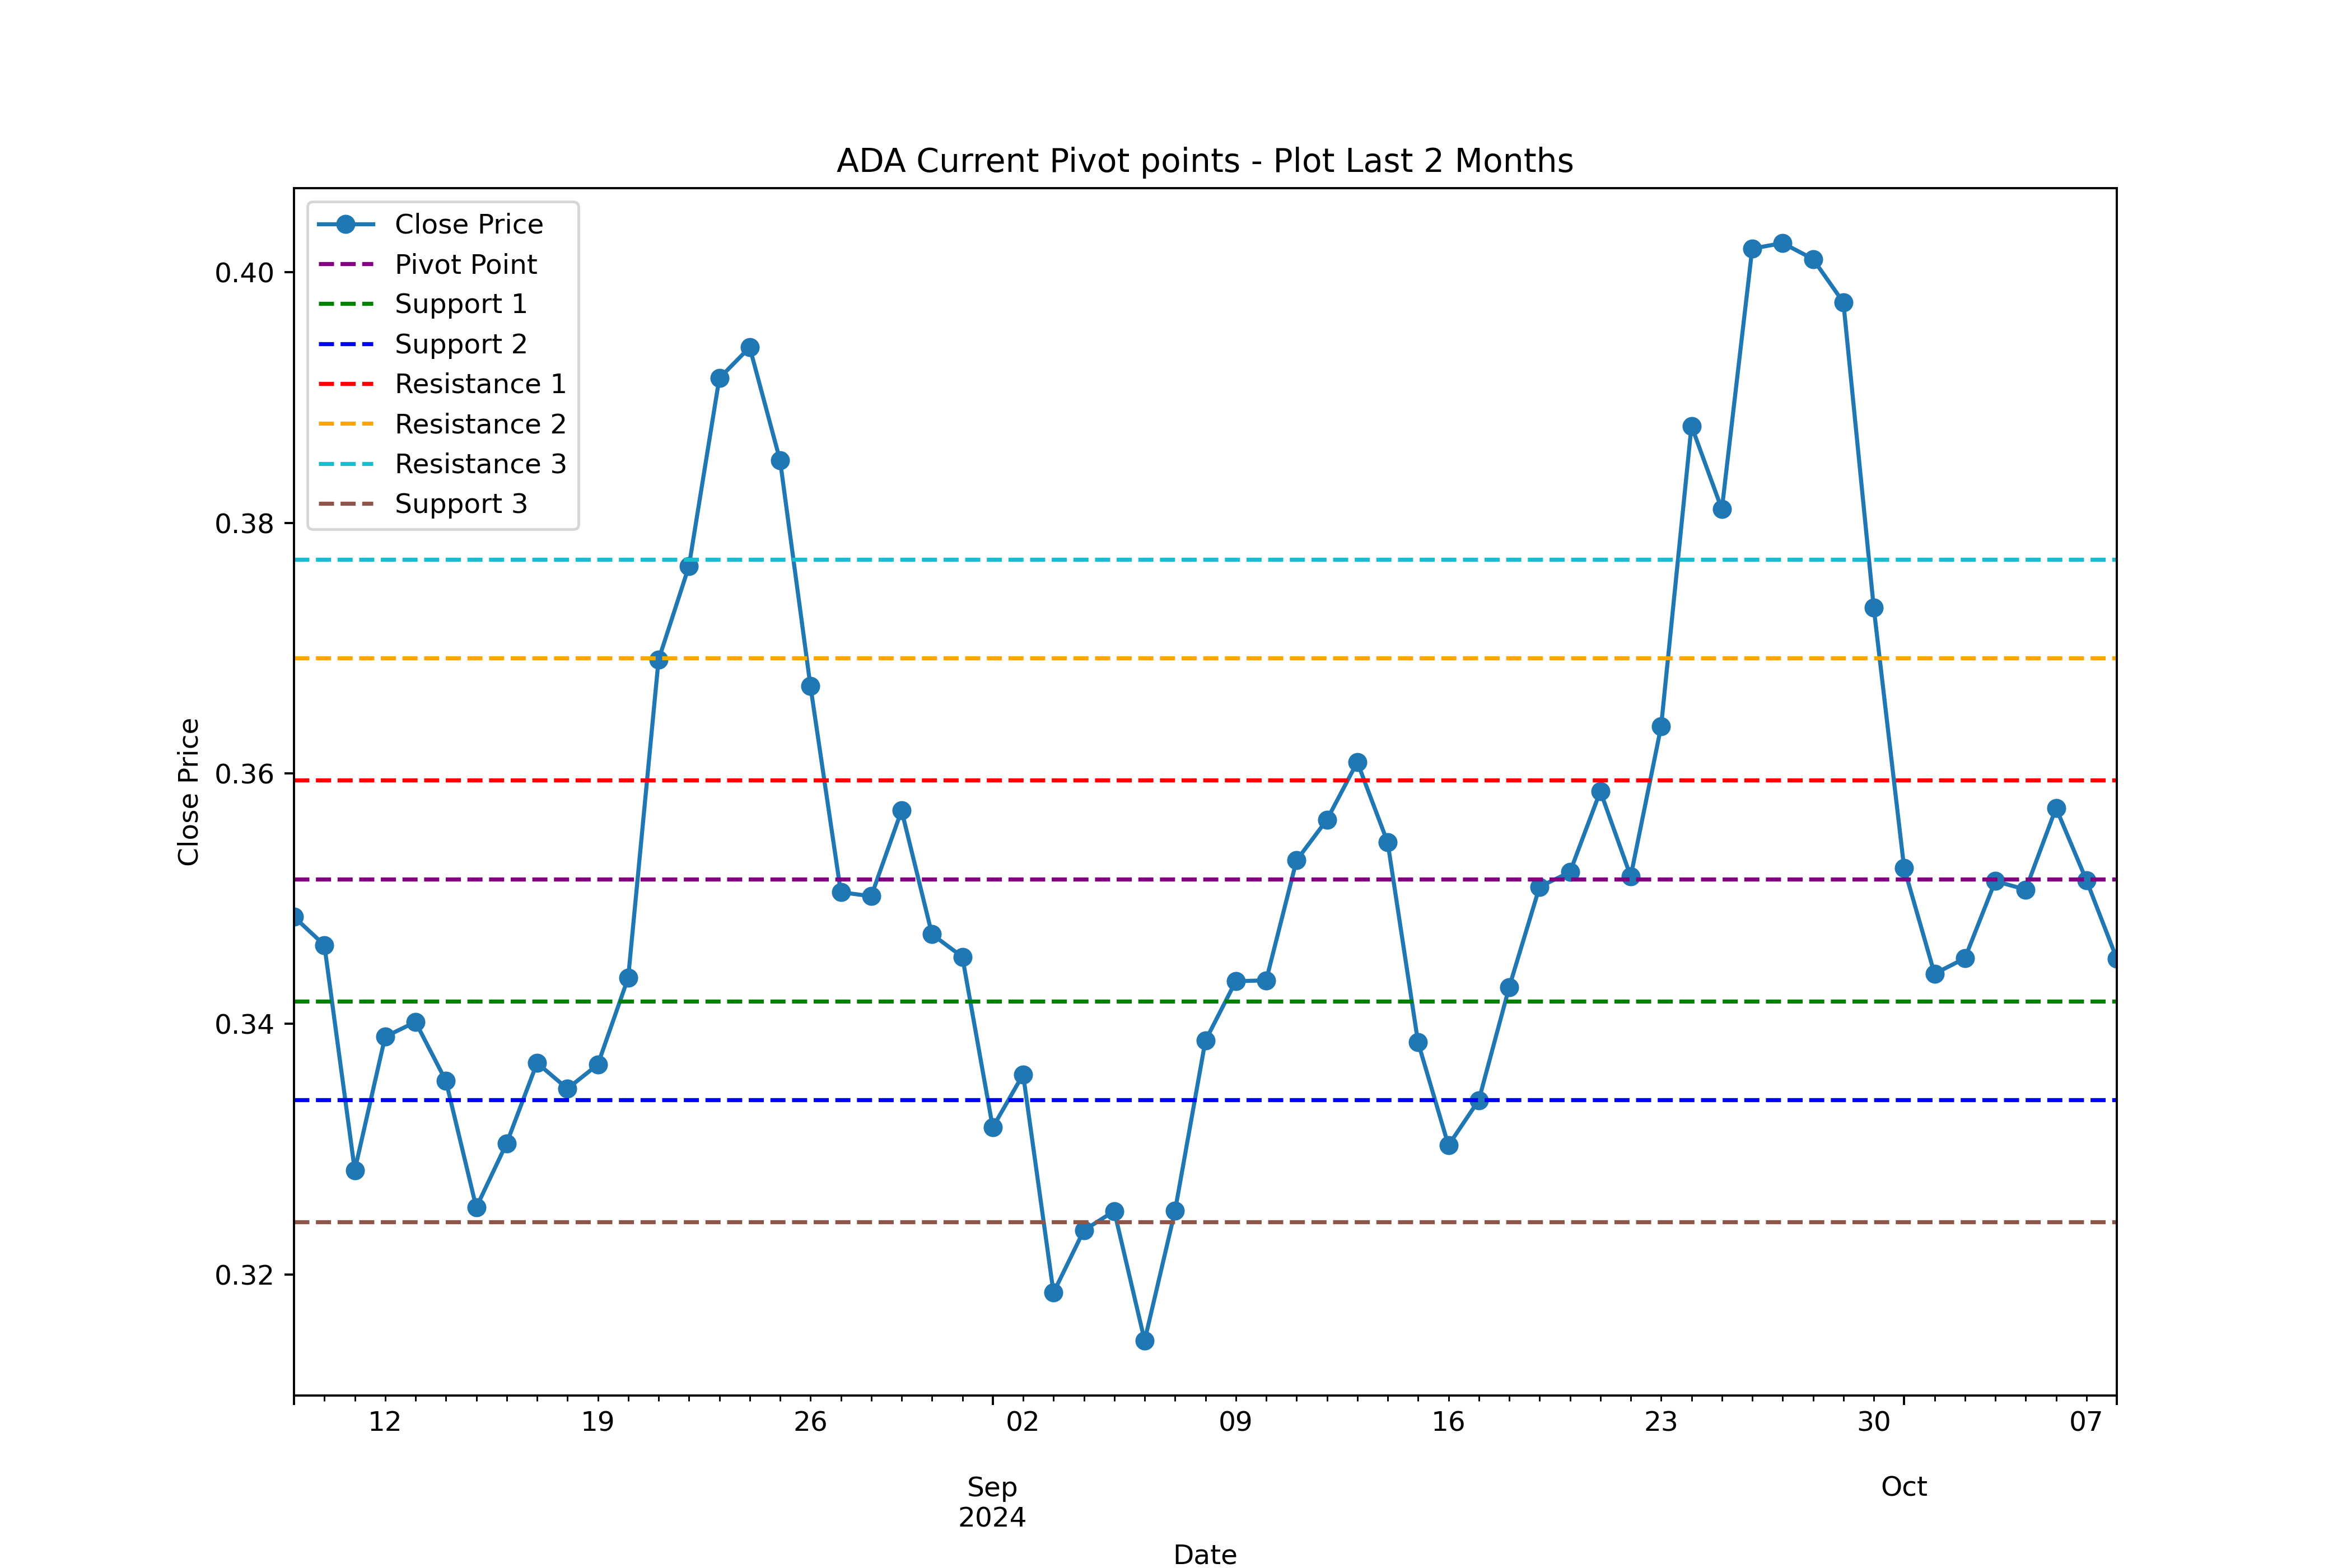 ADA Current Pivot points - Plot Last 2 Months
Close Price
Pivot Point
Support 1
Support 2
Resistance 1
Resistance 2
Resistance 3
Support 3
0.40
0.38
0.36
0.34
0.32
Close Price
12 19 26 02 09 16 23 30 07
Sep Oct
2024
Date